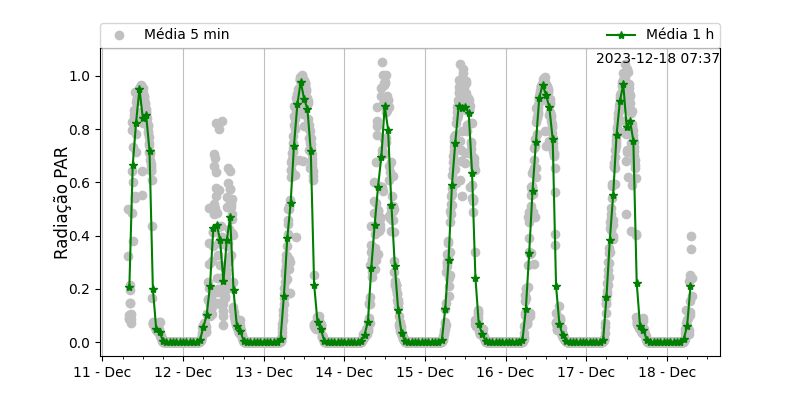 Média 5 min
Média 1 h
2023-12-18 07:37
Radiação PAR
1.0
0.8
0.6
0.4
0.2
0.0
11 - Dec
12 - Dec
13 - Dec
14 - Dec
15 - Dec
16 - Dec
17 - Dec
18 - Dec